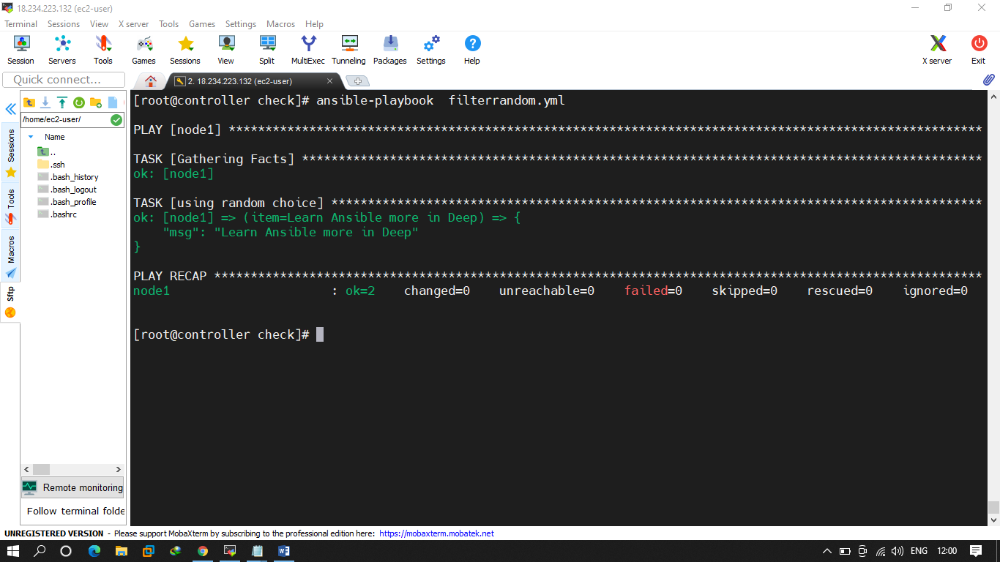 18.234.223.132 (ec2-user)
Terminal Sessions View X server Tools Games Settings Macros Help
Session Servers Tools Games Sessions View Split MultiExec Tunneling Packages Settings Help X server Exit
Quick connect...
2. 18.234.223.132 (ec2-user)
/home/ec2-user/
Name
..
.ssh
.bash_history
.bash_logout
.bash_profile
.bashrc
Sessions
Tools
Macros
Sftp
Remote monitoring
Follow terminal folde
[root@controller check]# ansible-playbook  filterrandom.yml
PLAY [node1] *******************************************************************************************************
TASK [Gathering Facts] *********************************************************************************************
ok: [node1]
TASK [using random choice] *****************************************************************************************
ok: [node1] => (item=Learn Ansible more in Deep) => {
    "msg": "Learn Ansible more in Deep"
}
PLAY RECAP *********************************************************************************************************
node1                      : ok=2    changed=0    unreachable=0    failed=0    skipped=0    rescued=0    ignored=0
[root@controller check]#
UNREGISTERED VERSION - Please support MobaXterm by subscribing to the professional edition here: https://mobaxterm.mobatek.net
ENG 12:00